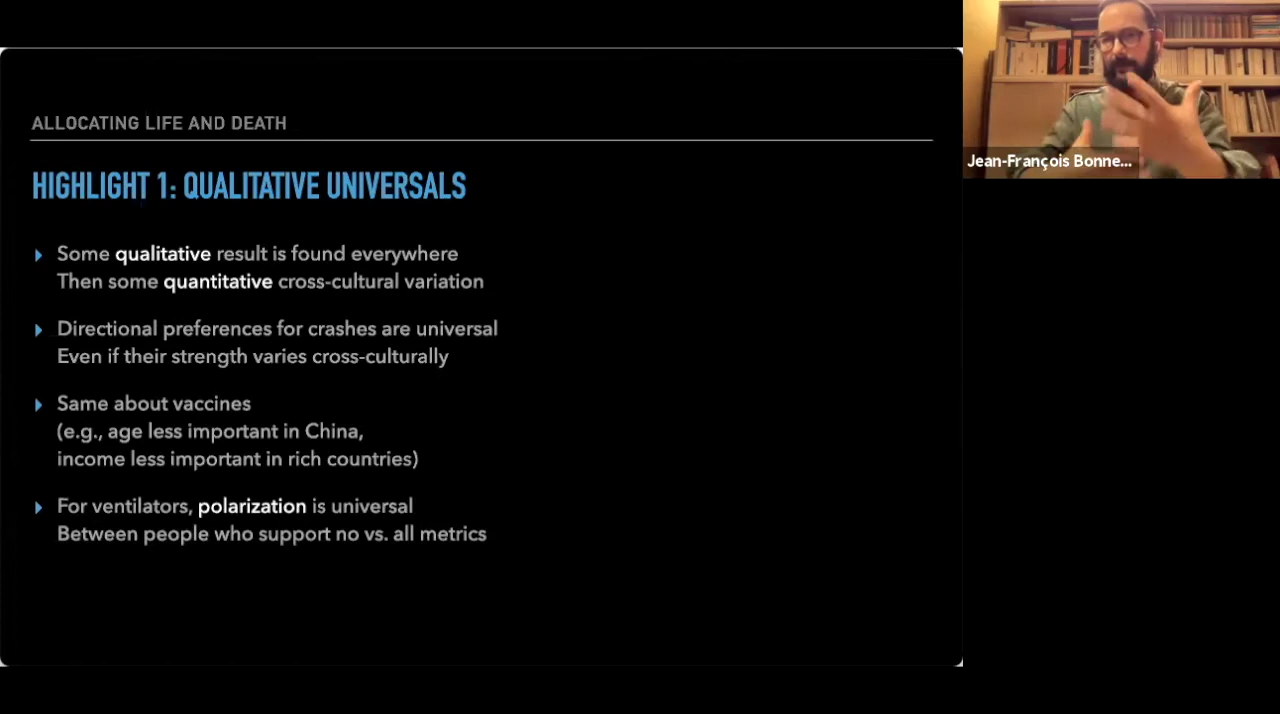 ALLOCATING LIFE AND DEATH
HIGHLIGHT 1: QUALITATIVE UNIVERSALS
Some qualitative result is found everywhere
Then some quantitative cross-cultural variation
Directional preferences for crashes are universal
Even if their strength varies cross-culturally
Same about vaccines
(e.g., age less important in China,
income less important in rich countries)
For ventilators, polarization is universal
Between people who support no vs. all metrics
Jean-François Bonne...